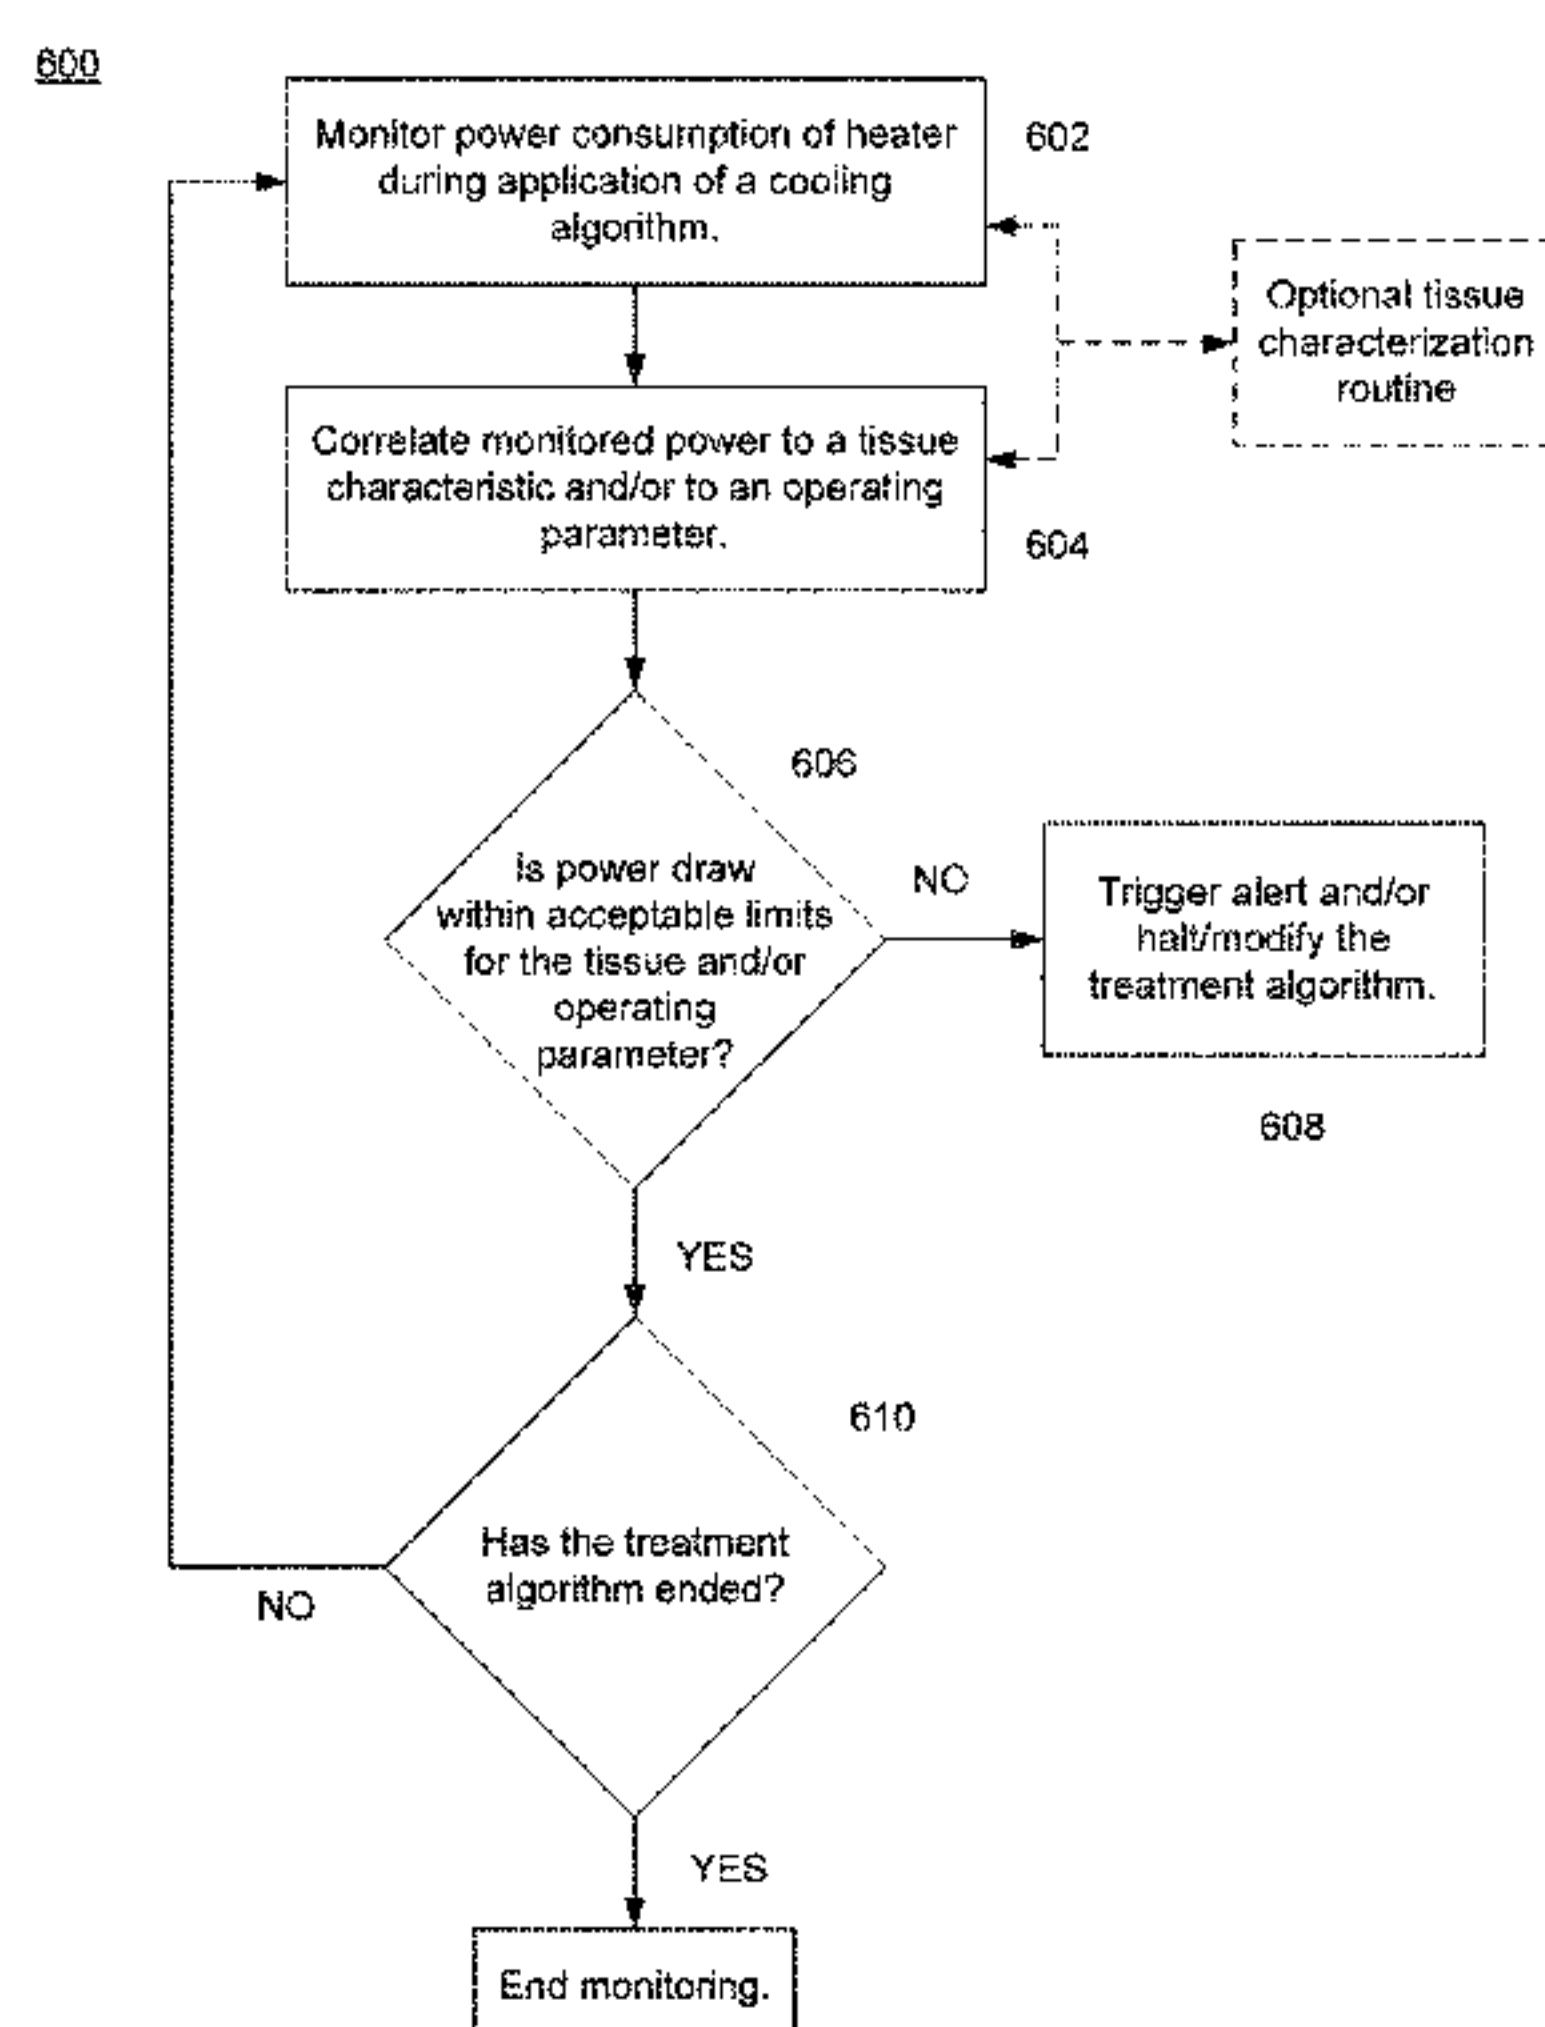 600
Monitor power consumption of heater
during application of a cooling
algorithm.
602
Optional tissue
characterization
routine
Correlate monitored power to a tissue
characteristic and/or to an operating
parameter.
604
606
Is power draw
within acceptable limits
for the tissue and/or
operating
parameter?
NO
Trigger alert and/or
halt/modify the
treatment algorithm.
608
YES
610
Has the treatment
algorithm ended?
NO
YES
End monitoring.